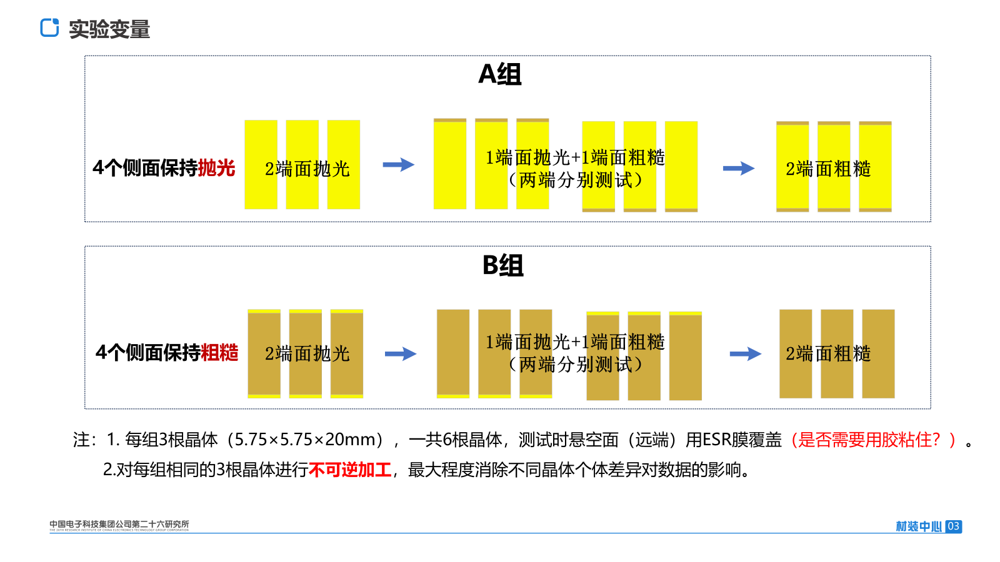 实验变量
A组
4个侧面保持抛光
2端面抛光
1端面抛光+1端面粗糙
（两端分别测试）
2端面粗糙
B组
4个侧面保持粗糙
2端面抛光
1端面抛光+1端面粗糙
（两端分别测试）
2端面粗糙
注：1. 每组3根晶体（5.75×5.75×20mm），一共6根晶体，测试时悬空面（远端）用ESR膜覆盖（是否需要用胶粘住？）。
2.对每组相同的3根晶体进行不可逆加工，最大程度消除不同晶体个体差异对数据的影响。
中国电子科技集团公司第二十六研究所
THE 26TH RESEARCH INSTITUTE OF CHINA ELECTRONICS TECHNOLOGY GROUP CORPORATION
材装中心 03